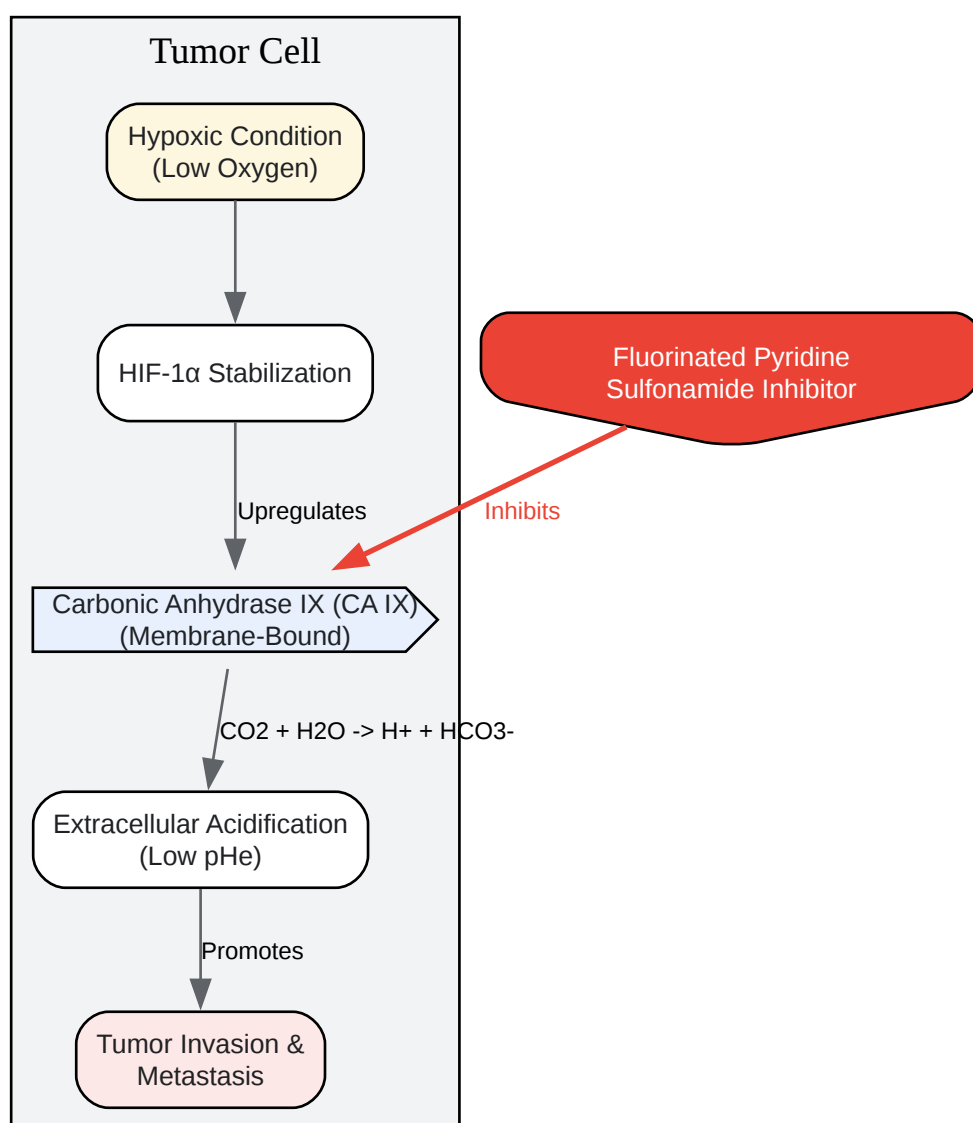 Tumor Cell
Hypoxic Condition
(Low Oxygen)
HIF-1α Stabilization
Fluorinated Pyridine
Sulfonamide Inhibitor
Upregulates
Inhibits
Carbonic Anhydrase IX (CA IX)
(Membrane-Bound)
CO2 + H2O -> H+ + HCO3-
Extracellular Acidification
(Low pHe)
Promotes
Tumor Invasion &
Metastasis